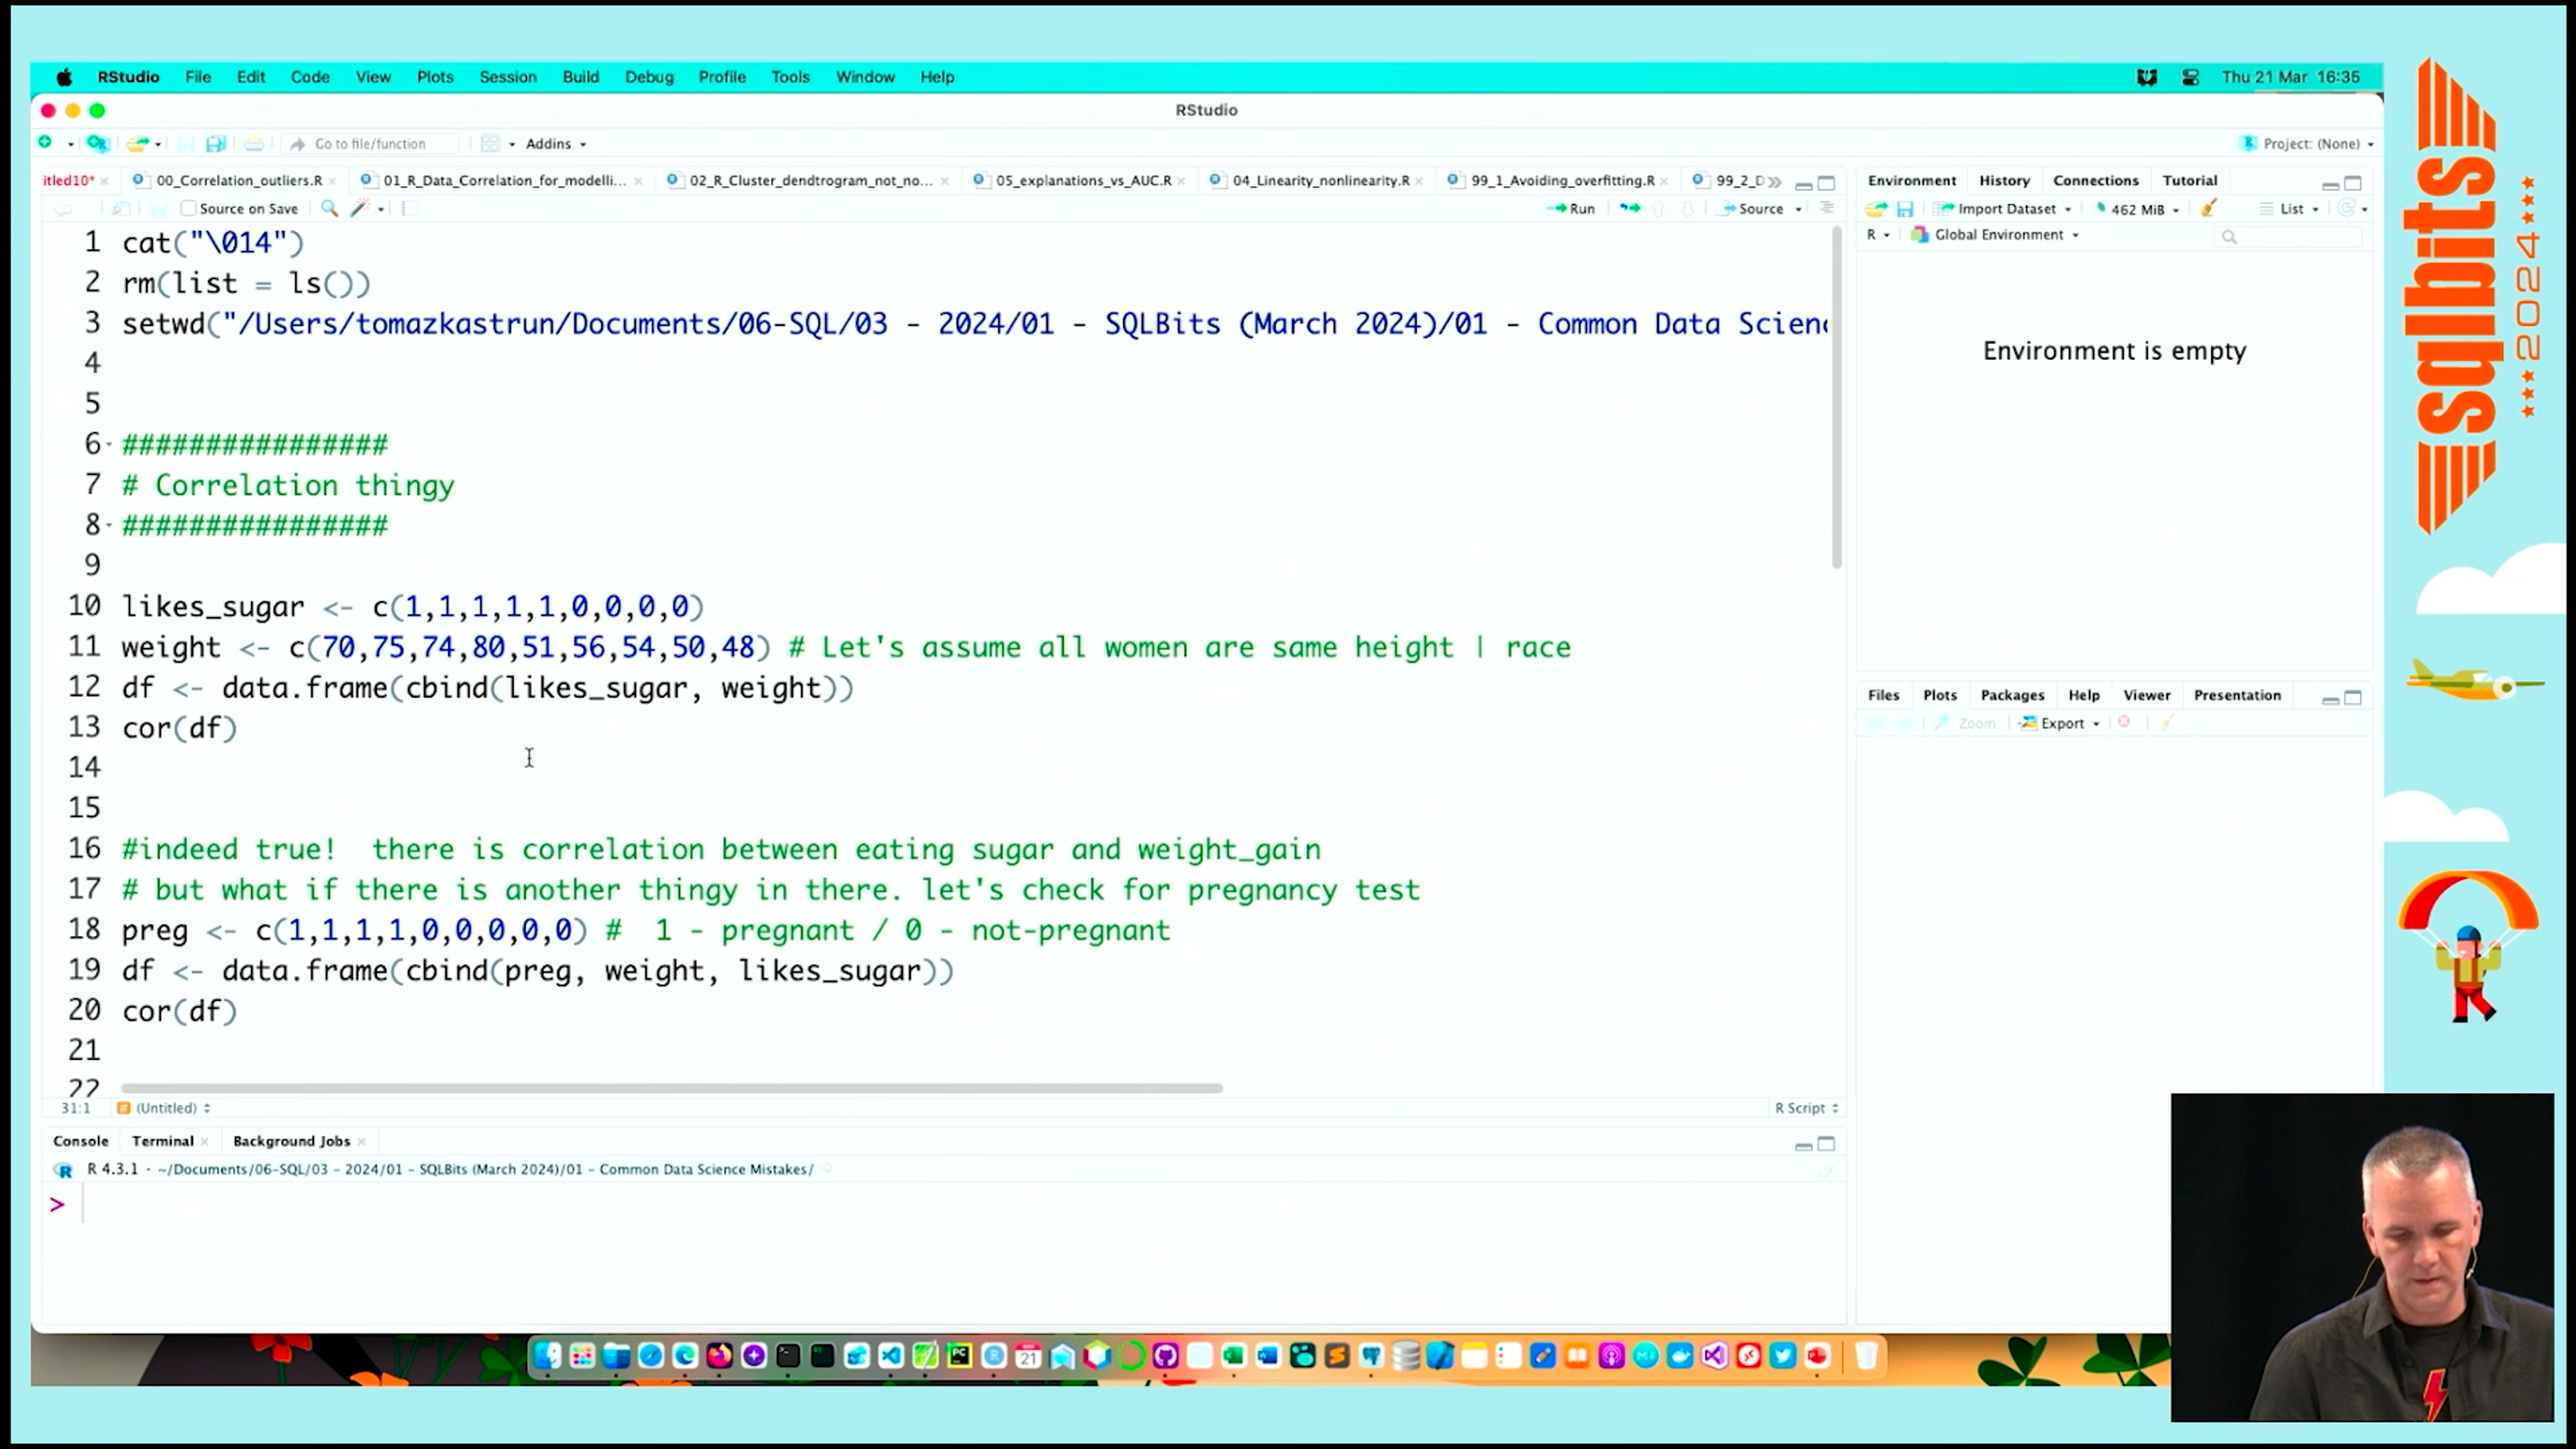 RStudio File Edit Code View Plots Session Build Debug Profile Tools Window Help Thu 21 Mar 16:35
RStudio
Go to file/function Addins Project: (None)
itled10* 00_Correlation_outliers.R 01_R_Data_Correlation_for_modelli... 02_R_Cluster_dendtrogram_not_no... 05_explanations_vs_AUC.R 04_Linearity_nonlinearity.R 99_1_Avoiding_overfitting.R 99_2_D
Source on Save Run Source
1 cat("\014")
2 rm(list = ls())
3 setwd("/Users/tomazkastrun/Documents/06-SQL/03 - 2024/01 - SQLBits (March 2024)/01 - Common Data Scienc
4
5
6 ################
7 # Correlation thingy
8 ################
9
10 likes_sugar <- c(1,1,1,1,1,0,0,0,0)
11 weight <- c(70,75,74,80,51,56,54,50,48) # Let's assume all women are same height | race
12 df <- data.frame(cbind(likes_sugar, weight))
13 cor(df)
14
15
16 #indeed true!  there is correlation between eating sugar and weight_gain
17 # but what if there is another thingy in there. let's check for pregnancy test
18 preg <- c(1,1,1,1,0,0,0,0,0) #  1 - pregnant / 0 - not-pregnant
19 df <- data.frame(cbind(preg, weight, likes_sugar))
20 cor(df)
21
22
31:1 (Untitled) R Script
Console Terminal Background Jobs
R 4.3.1 · ~/Documents/06-SQL/03 - 2024/01 - SQLBits (March 2024)/01 - Common Data Science Mistakes/
>
Environment History Connections Tutorial
Import Dataset 462 MiB List
R Global Environment
Environment is empty
Files Plots Packages Help Viewer Presentation
Zoom Export
21
sqlbits
2024